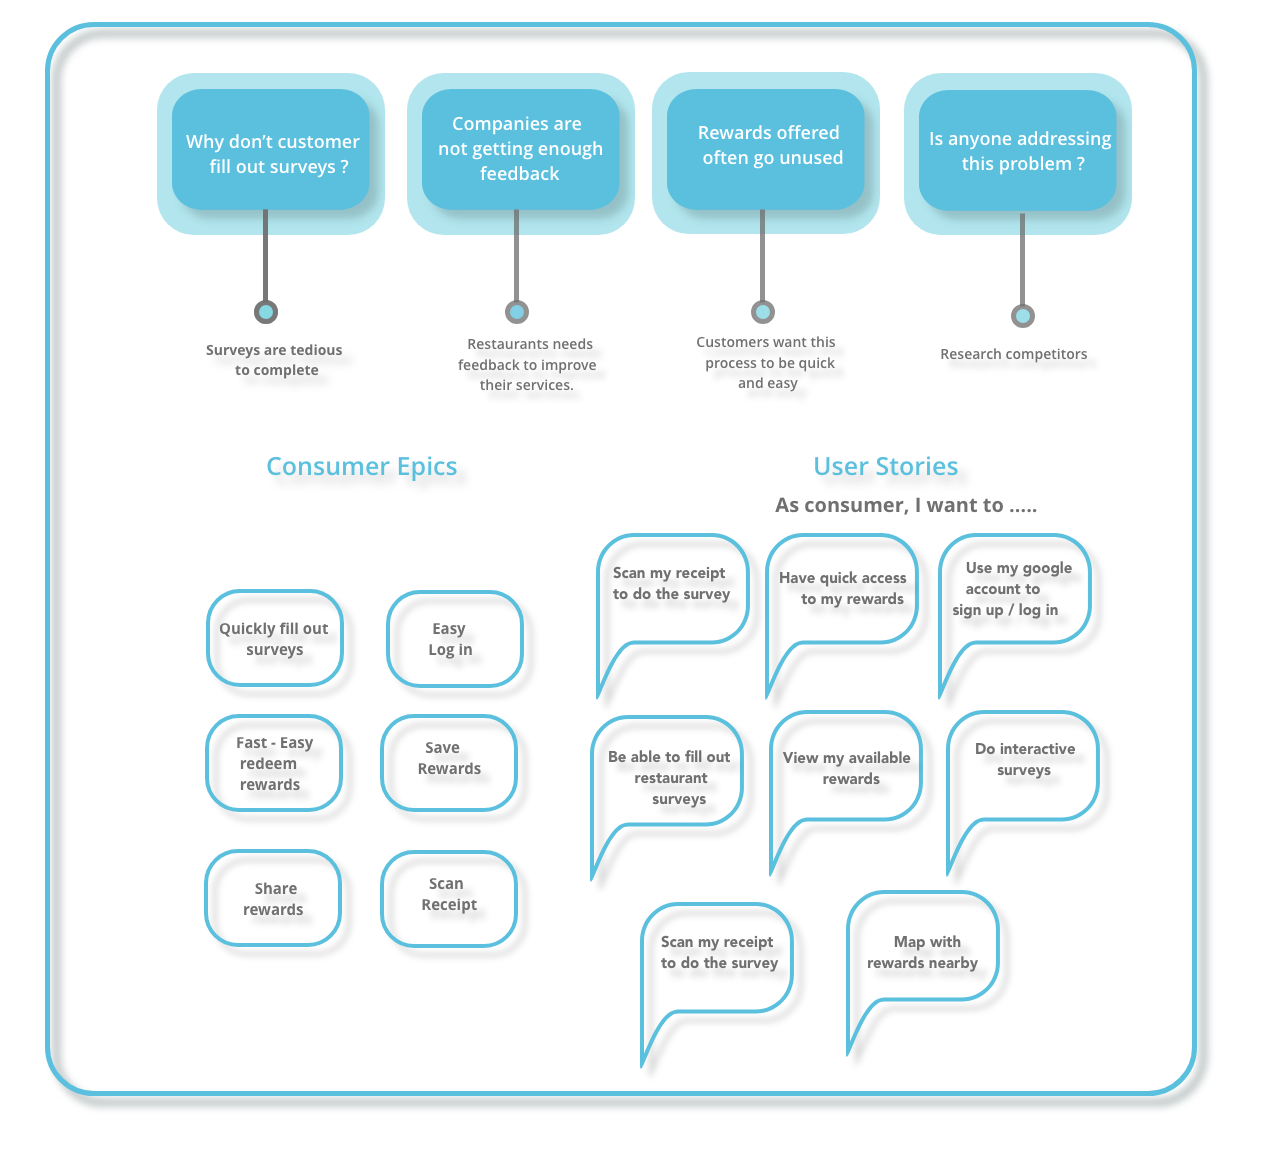 Why don’t customer
fill out surveys ?
Companies are
not getting enough
feedback
Rewards offered
often go unused
Is anyone addressing
this problem ?
Surveys are tedious
to complete
Restaurants needs
feedback to improve
their services.
Customers want this
process to be quick
and easy
Research competitors
Consumer Epics
Quickly fill out
surveys
Easy
Log in
Fast - Easy
redeem
rewards
Save
Rewards
Share
rewards
Scan
Receipt
User Stories
As consumer, I want to .....
Scan my receipt
to do the survey
Have quick access
to my rewards
Use my google
account to
sign up / log in
Be able to fill out
restaurant
surveys
View my available
rewards
Do interactive
surveys
Scan my receipt
to do the survey
Map with
rewards nearby